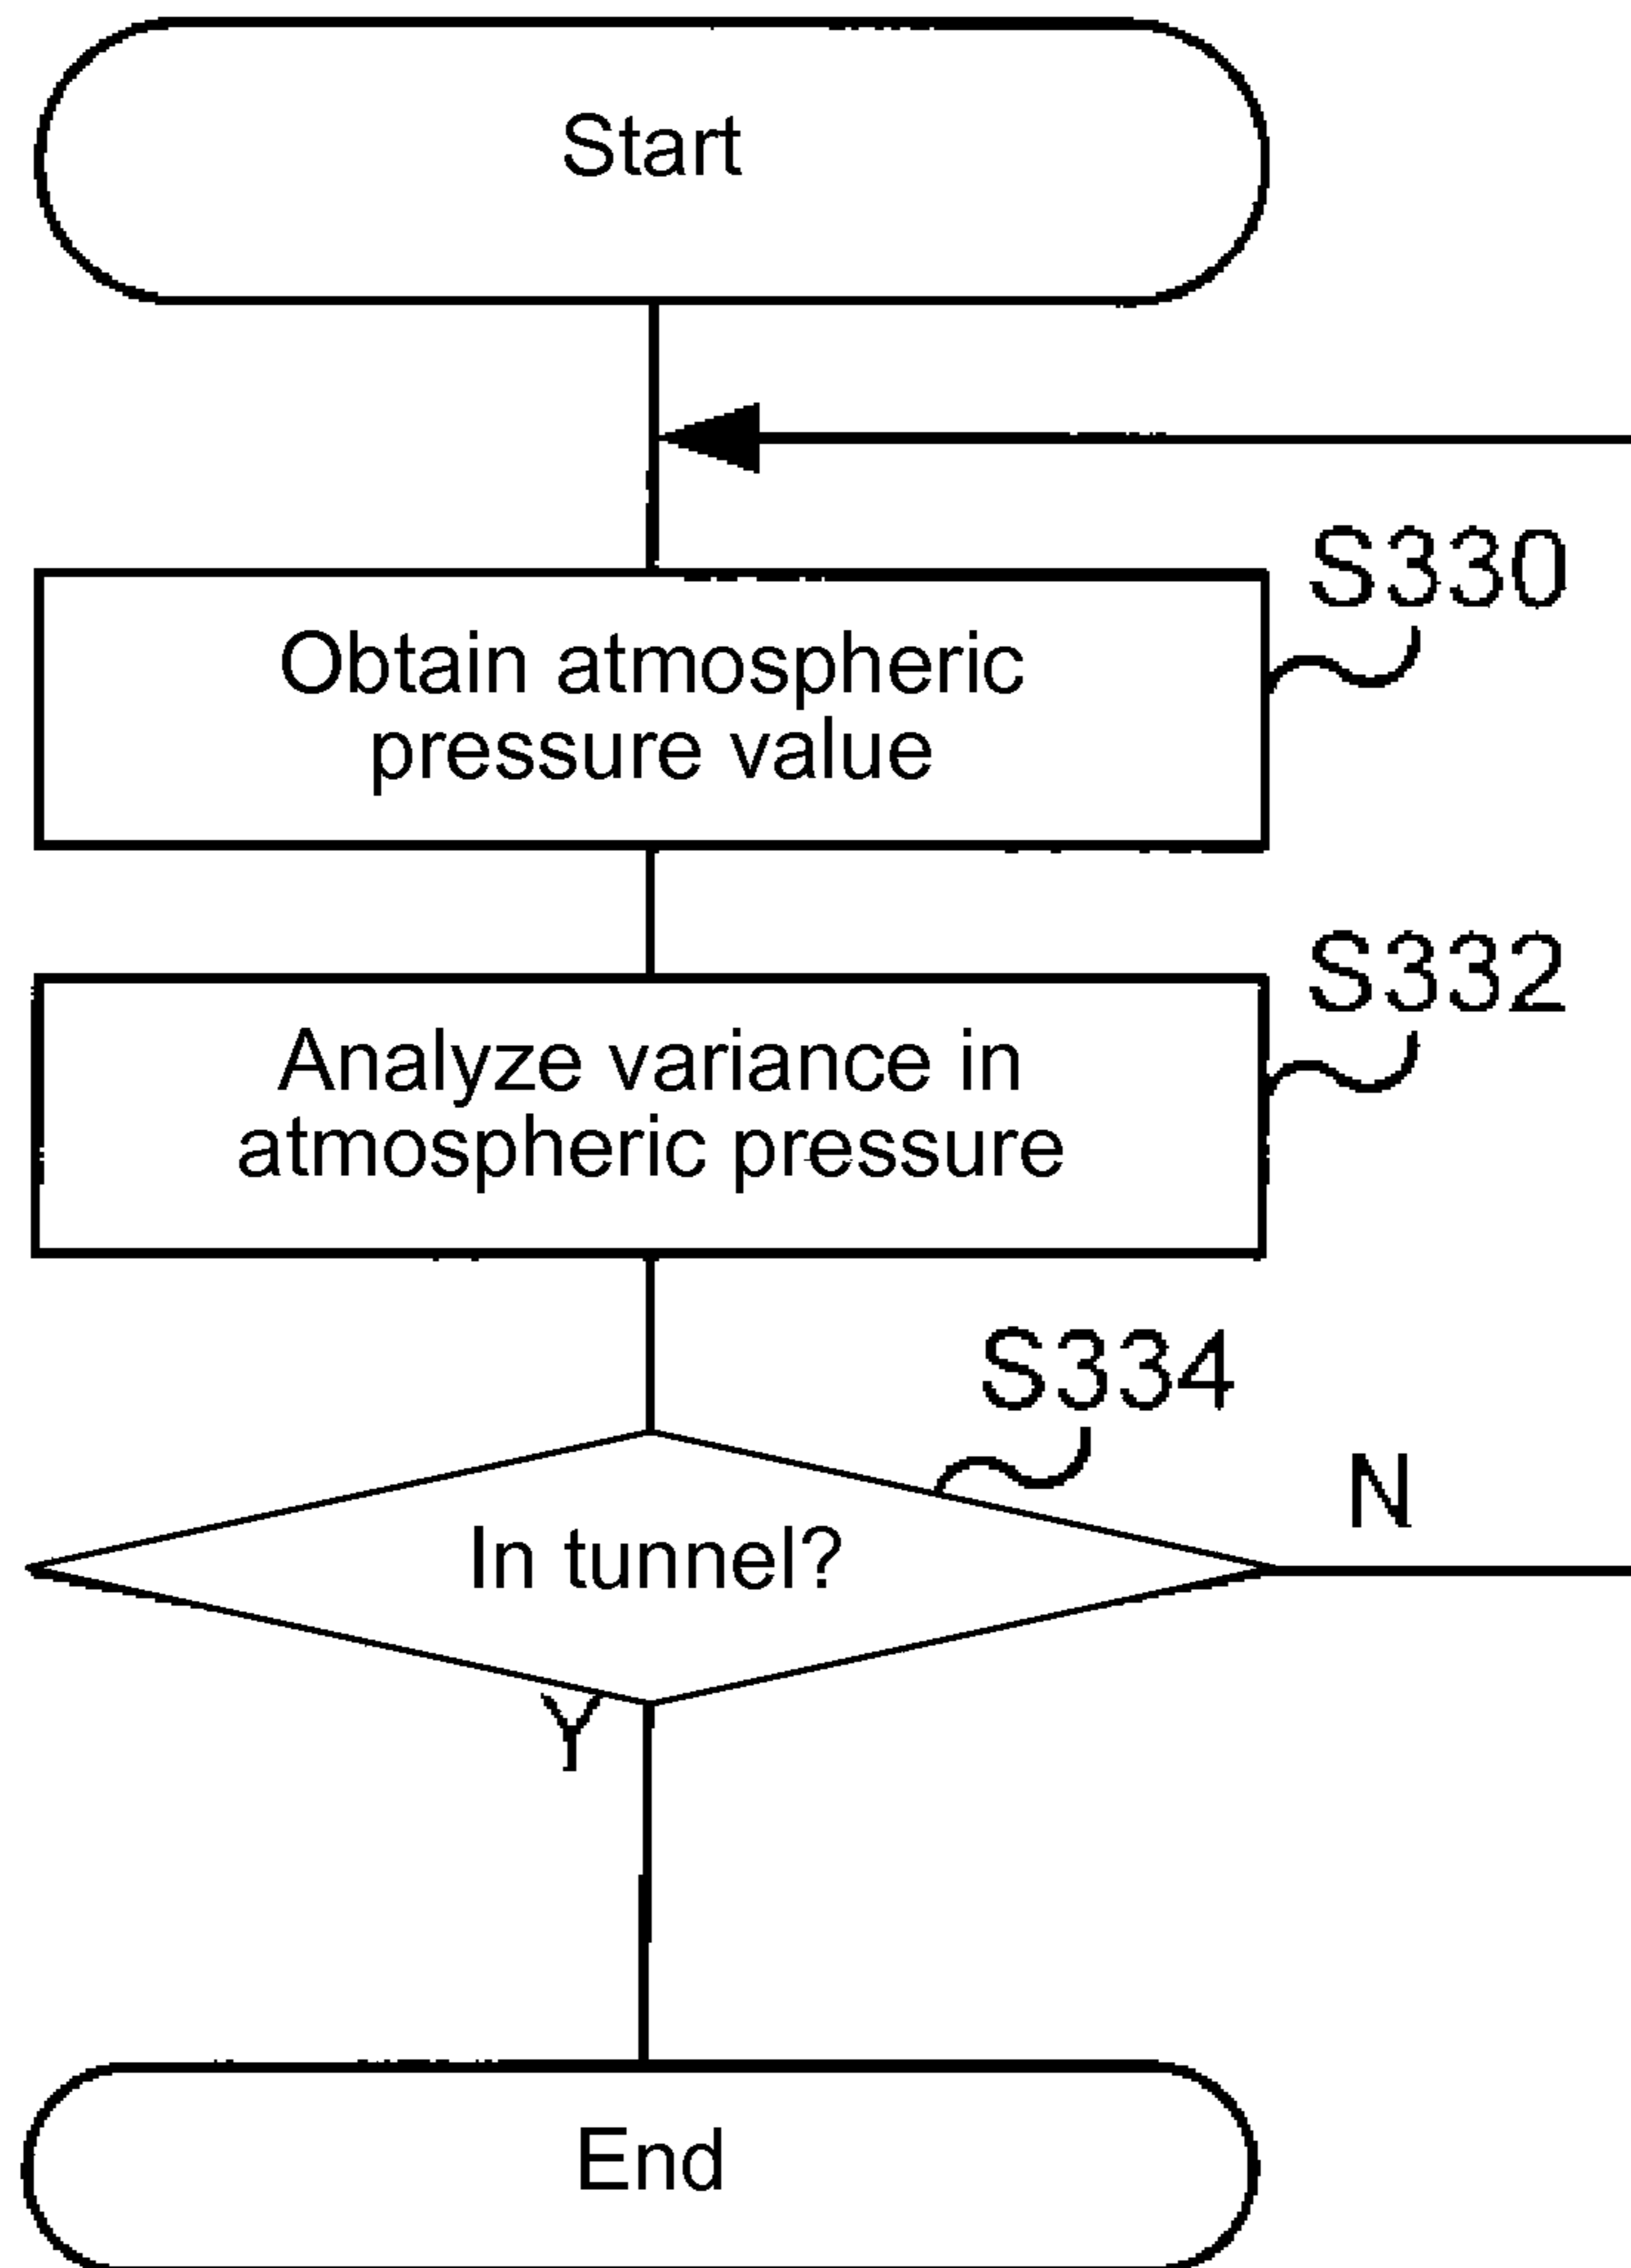 Start
S330
Obtain atmospheric
pressure value
S332
Analyze variance in
atmospheric pressure
S334
In tunnel?
N
Y
End